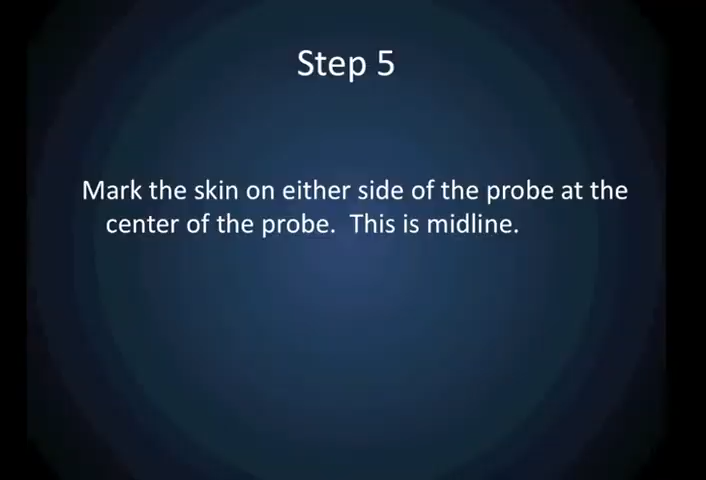 Step 5
Mark the skin on either side of the probe at the
center of the probe.  This is midline.